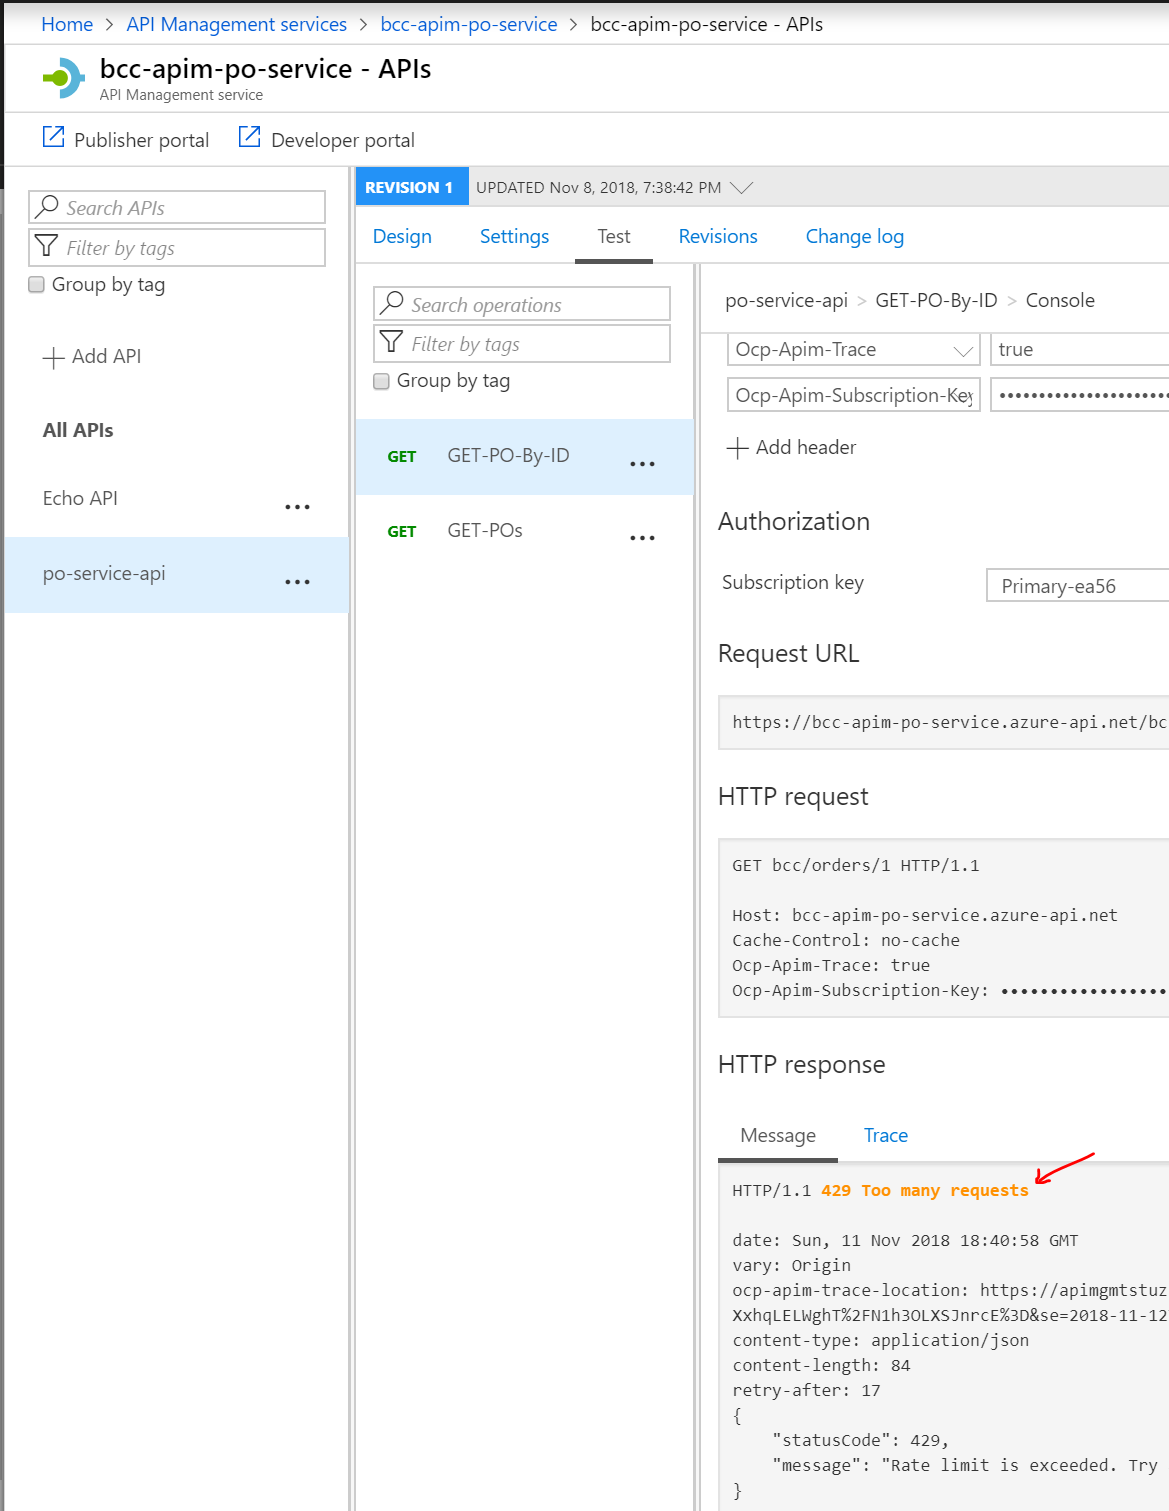 Home > API Management services > bcc-apim-po-service > bcc-apim-po-service - APIs
bcc-apim-po-service - APIs
API Management service
Publisher portal
Developer portal
Search APIs
Filter by tags
Group by tag
+ Add API
All APIs
Echo API ...
po-service-api ...
REVISION 1 UPDATED Nov 8, 2018, 7:38:42 PM
Design Settings Test Revisions Change log
Search operations
Filter by tags
Group by tag
GET GET-PO-By-ID ...
GET GET-POs ...
po-service-api > GET-PO-By-ID > Console
Ocp-Apim-Trace true
Ocp-Apim-Subscription-Key ••••••••••••••••••••••
+ Add header
Authorization
Subscription key Primary-ea56
Request URL
https://bcc-apim-po-service.azure-api.net/bc
HTTP request
GET bcc/orders/1 HTTP/1.1
Host: bcc-apim-po-service.azure-api.net
Cache-Control: no-cache
Ocp-Apim-Trace: true
Ocp-Apim-Subscription-Key: •••••••••••••••••
HTTP response
Message Trace
HTTP/1.1 429 Too many requests
date: Sun, 11 Nov 2018 18:40:58 GMT
vary: Origin
ocp-apim-trace-location: https://apimgmtstuz
XxhqLELWghT%2FN1h3OLXSJnrcE%3D&se=2018-11-12
content-type: application/json
content-length: 84
retry-after: 17
{
"statusCode": 429,
"message": "Rate limit is exceeded. Try
}